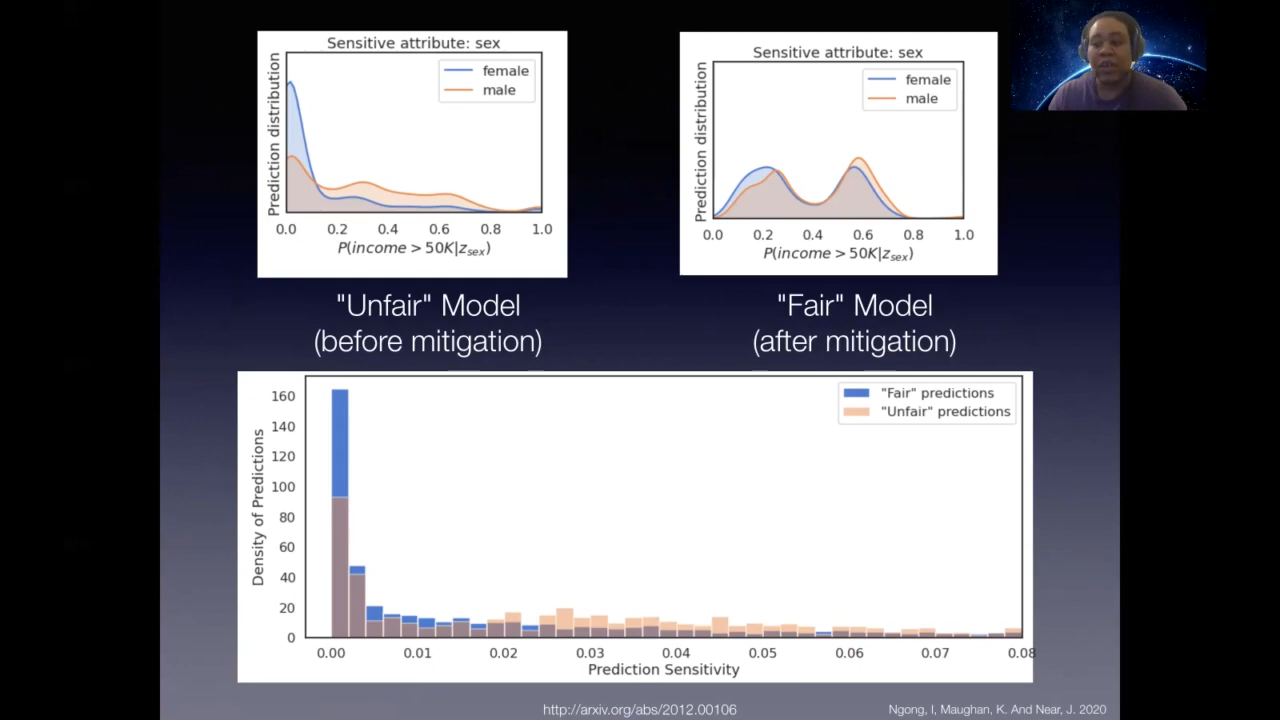 Sensitive attribute: sex
female
male
Prediction distribution
0.0 0.2 0.4 0.6 0.8 1.0
P(income > 50K|z_sex)
Sensitive attribute: sex
female
male
Prediction distribution
0.0 0.2 0.4 0.6 0.8 1.0
P(income > 50K|z_sex)
"Unfair" Model
(before mitigation)
"Fair" Model
(after mitigation)
"Fair" predictions
"Unfair" predictions
Density of Predictions
160
140
120
100
80
60
40
20
0
0.00 0.01 0.02 0.03 0.04 0.05 0.06 0.07 0.08
Prediction Sensitivity
http://arxiv.org/abs/2012.00106
Ngong, I, Maughan, K. And Near, J. 2020